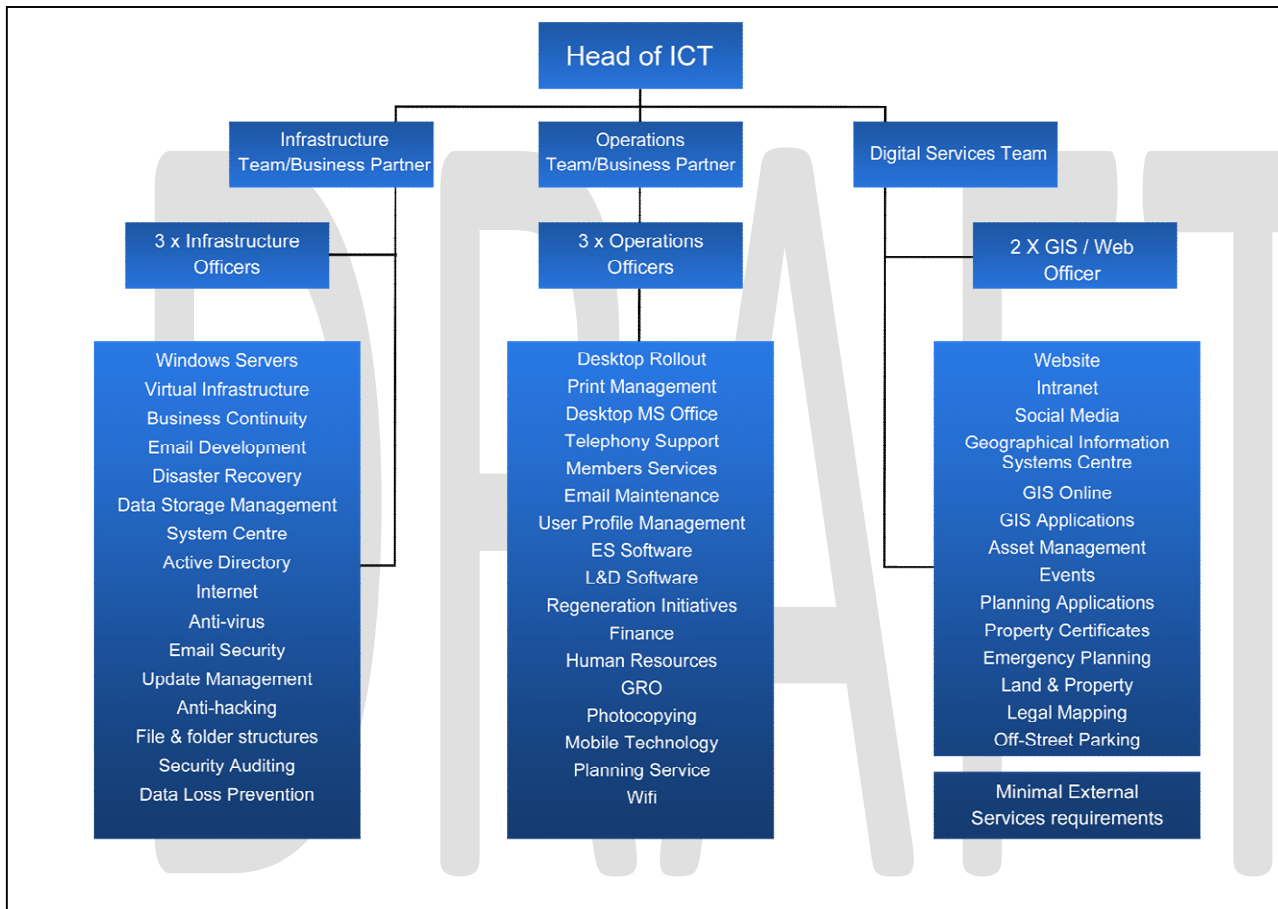 Head of ICT
Infrastructure
Team/Business Partner
Operations
Team/Business Partner
Digital Services Team
3 x Infrastructure
Officers
3 x Operations
Officers
2 X GIS / Web
Officer
Windows Servers
Virtual Infrastructure
Business Continuity
Email Development
Disaster Recovery
Data Storage Management
System Centre
Active Directory
Internet
Anti-virus
Email Security
Update Management
Anti-hacking
File & folder structures
Security Auditing
Data Loss Prevention
Desktop Rollout
Print Management
Desktop MS Office
Telephony Support
Members Services
Email Maintenance
User Profile Management
ES Software
L&D Software
Regeneration Initiatives
Finance
Human Resources
GRO
Photocopying
Mobile Technology
Planning Service
Wifi
Website
Intranet
Social Media
Geographical Information
Systems Centre
GIS Online
GIS Applications
Asset Management
Events
Planning Applications
Property Certificates
Emergency Planning
Land & Property
Legal Mapping
Off-Street Parking
Minimal External
Services requirements
DRAFT